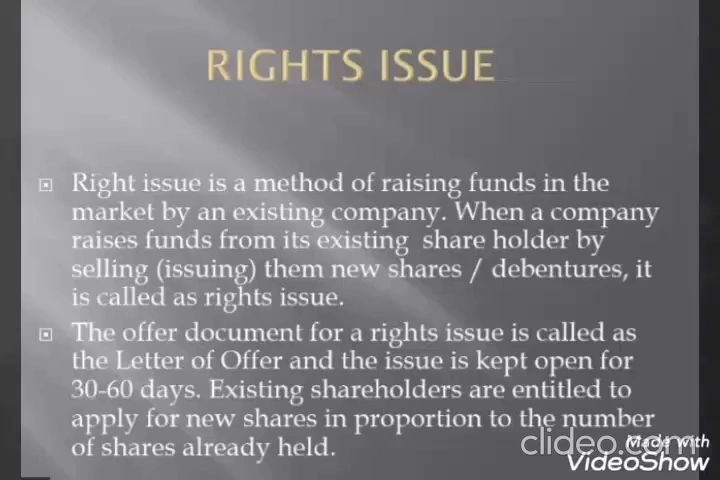 RIGHTS ISSUE
Right issue is a method of raising funds in the
market by an existing company. When a company
raises funds from its existing share holder by
selling (issuing) them new shares / debentures, it
is called as rights issue.
The offer document for a rights issue is called as
the Letter of Offer and the issue is kept open for
30-60 days. Existing shareholders are entitled to
apply for new shares in proportion to the number
of shares already held.
clideo.com
Made with
VideoShow